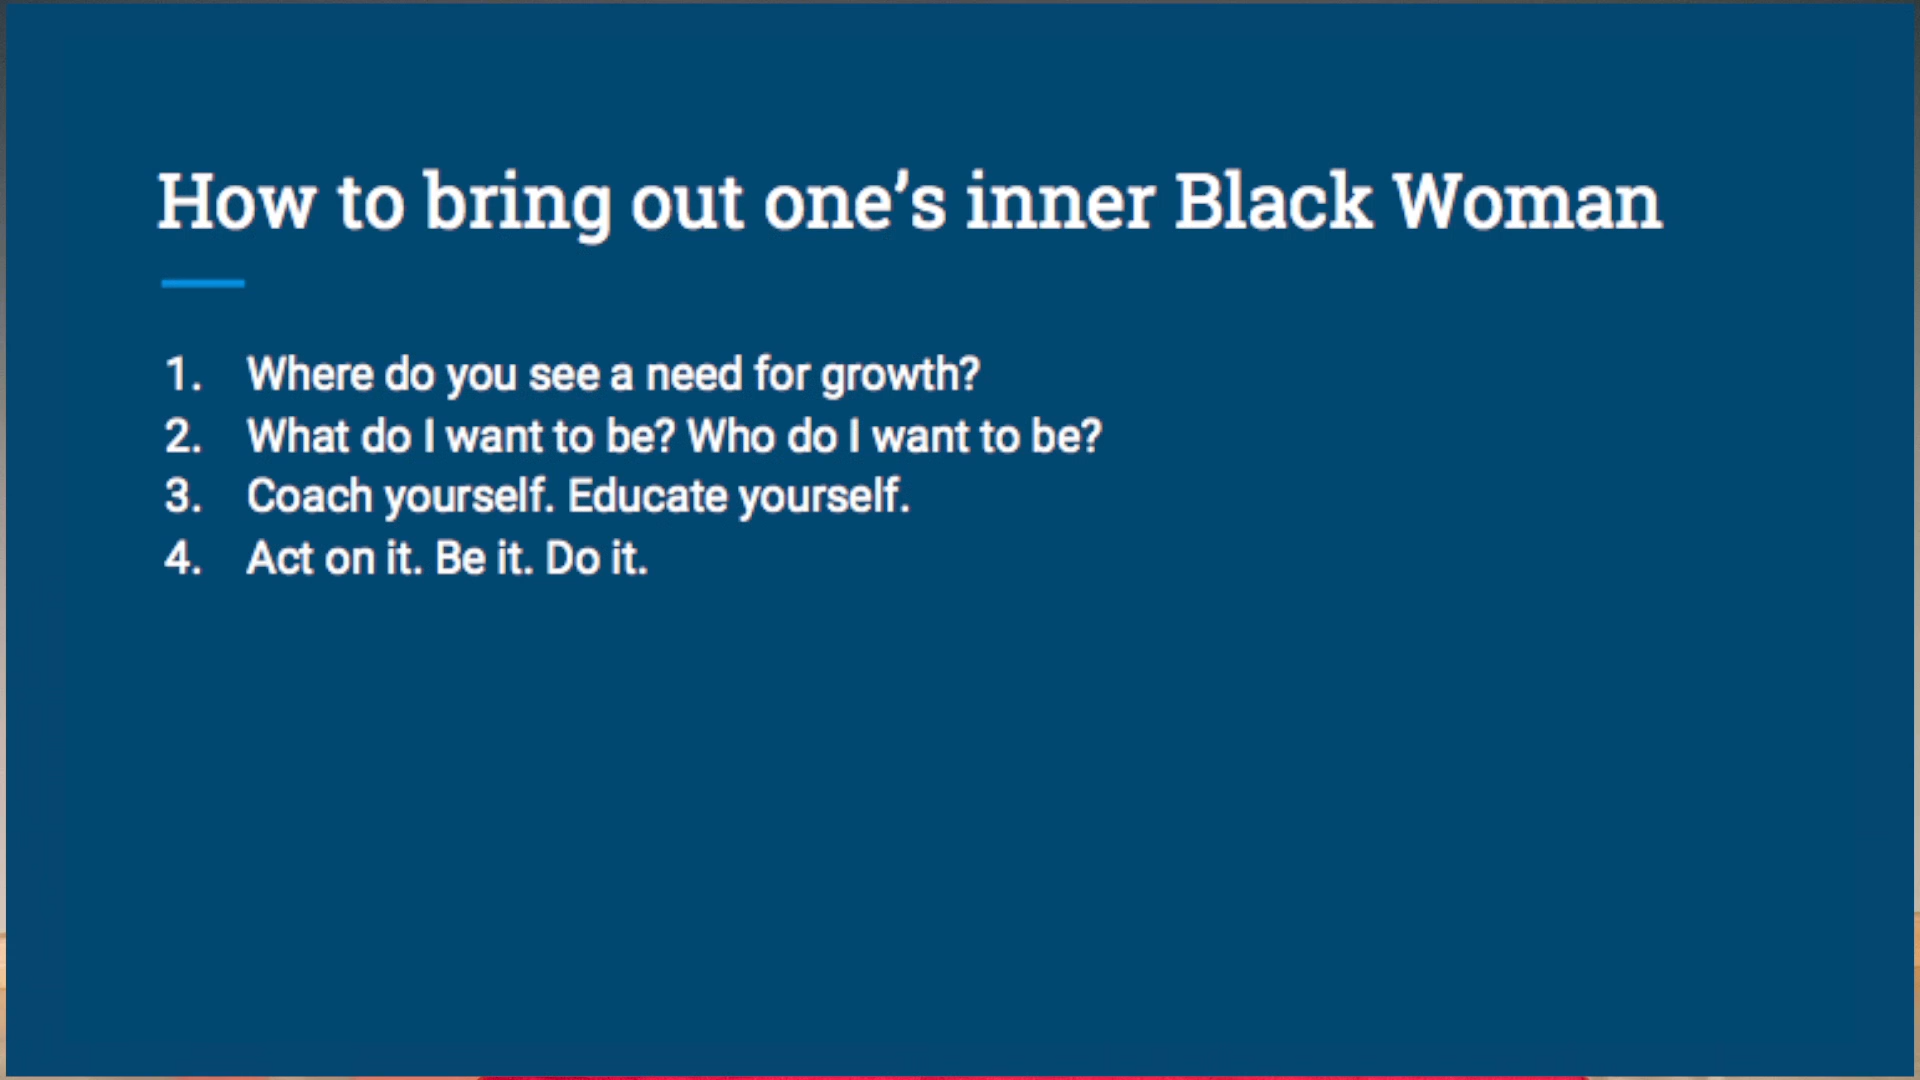 How to bring out one’s inner Black Woman
1. Where do you see a need for growth?
2. What do I want to be? Who do I want to be?
3. Coach yourself. Educate yourself.
4. Act on it. Be it. Do it.